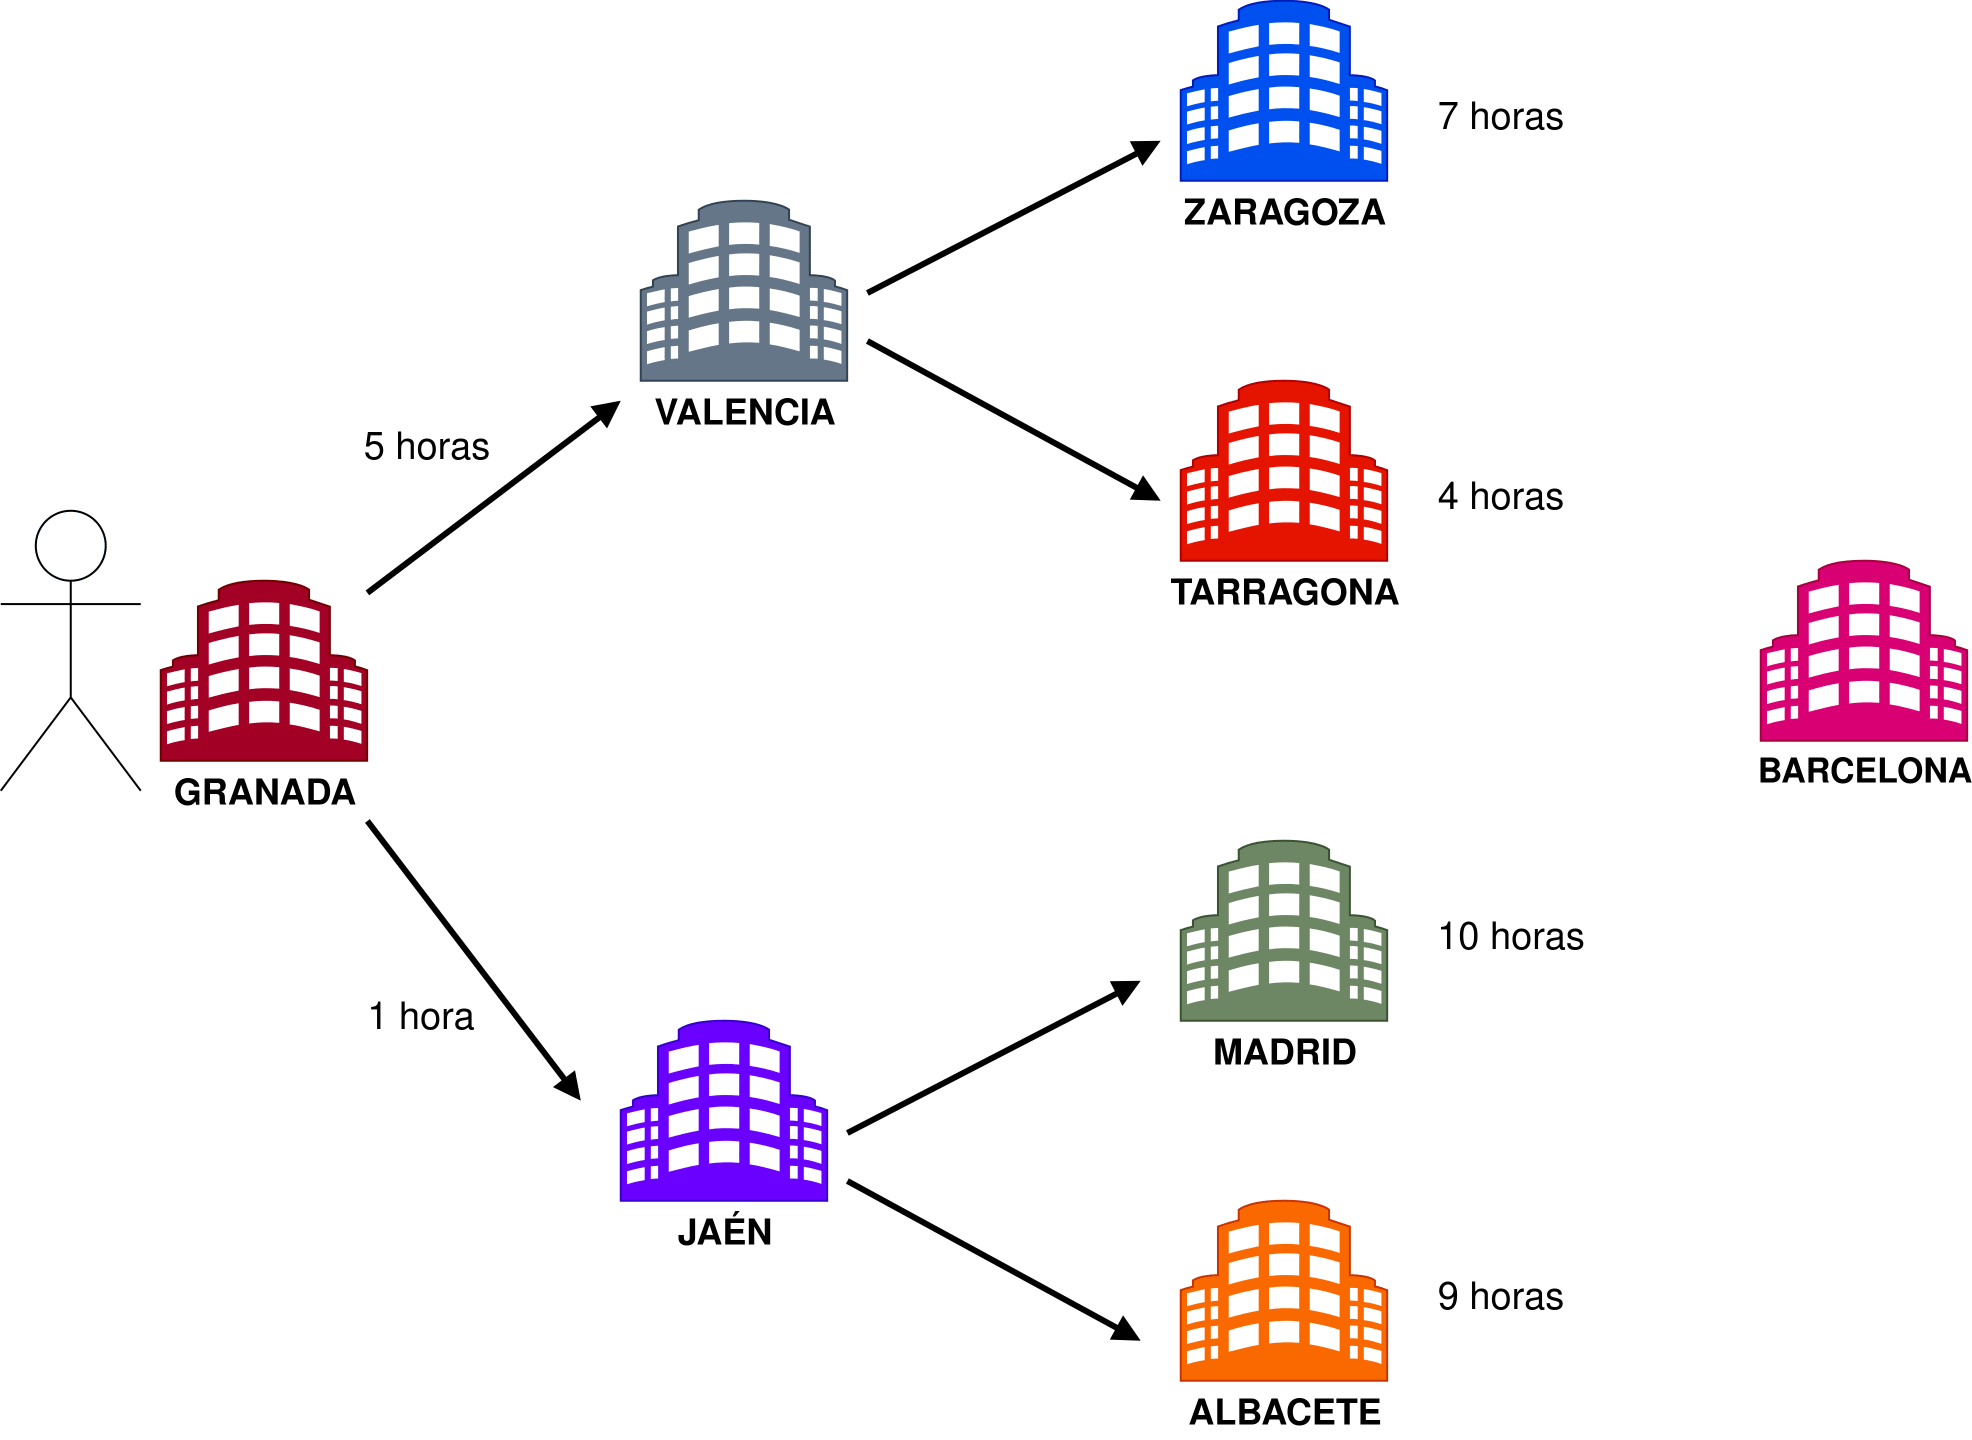 7 horas
ZARAGOZA
VALENCIA
5 horas
4 horas
TARRAGONA
GRANADA
BARCELONA
10 horas
1 hora
MADRID
JAÉN
9 horas
ALBACETE